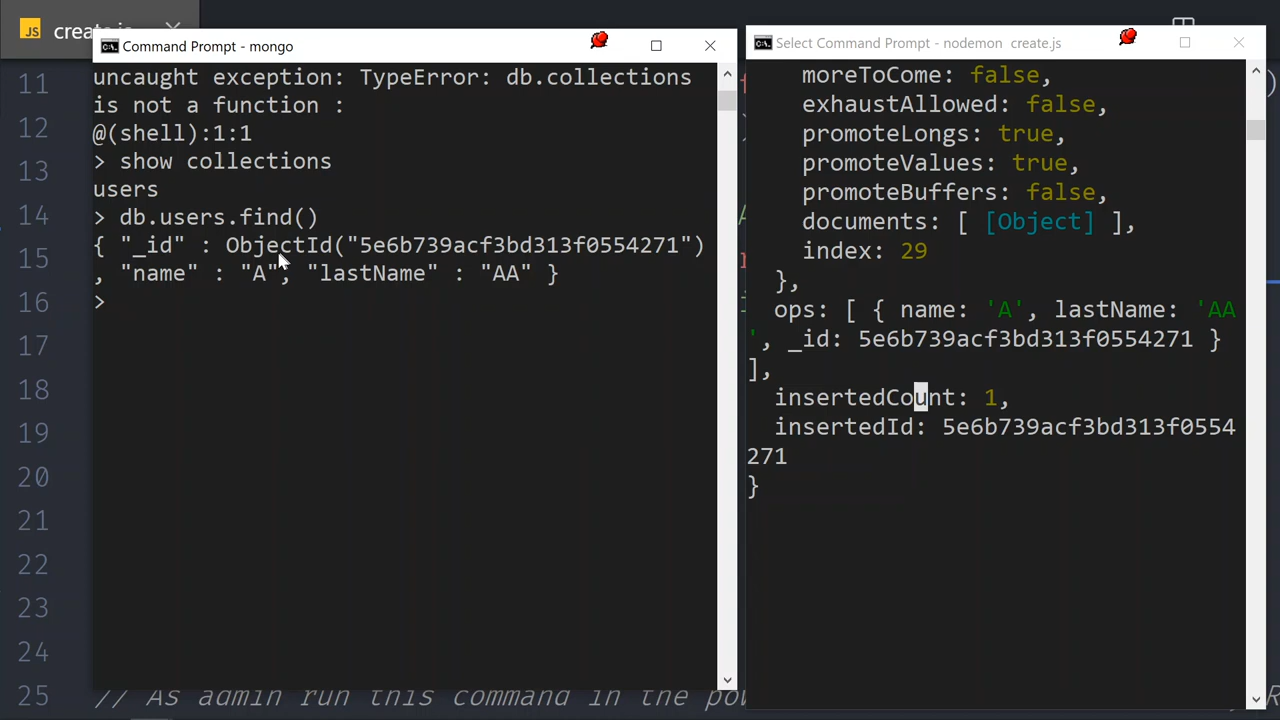 JS create.js
Command Prompt - mongo
uncaught exception: TypeError: db.collections
is not a function :
@(shell):1:1
> show collections
users
> db.users.find()
{ "_id" : ObjectId("5e6b739acf3bd313f0554271")
, "name" : "A", "lastName" : "AA" }
>
Select Command Prompt - nodemon create.js
moreToCome: false,
exhaustAllowed: false,
promoteLongs: true,
promoteValues: true,
promoteBuffers: false,
documents: [ [Object] ],
index: 29
},
ops: [ { name: 'A', lastName: 'AA
', _id: 5e6b739acf3bd313f0554271 }
],
insertedCount: 1,
insertedId: 5e6b739acf3bd313f0554
271
}
11
12
13
14
15
16
17
18
19
20
21
22
23
24
25 // As admin run this command in the